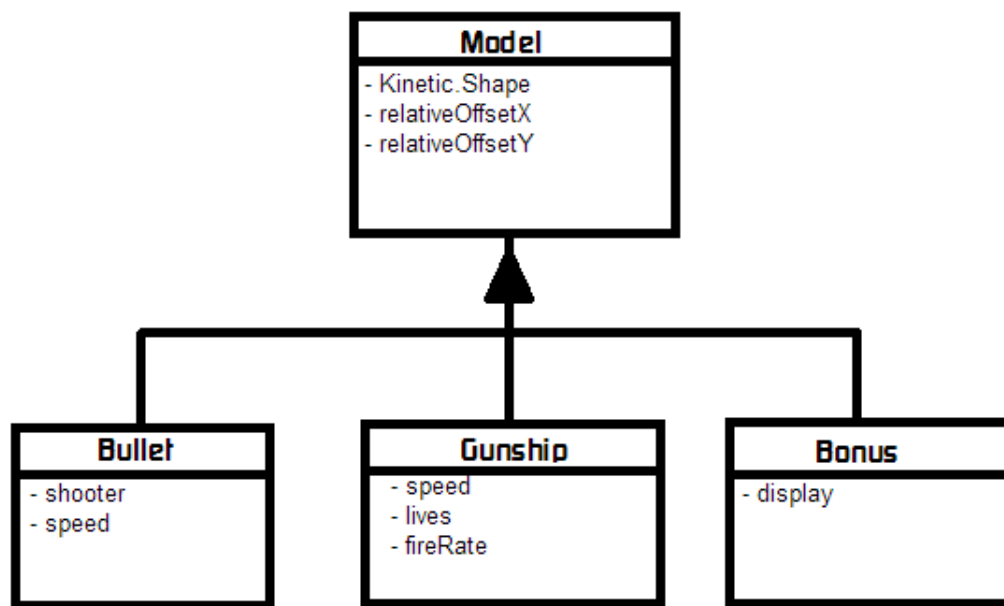 Model
- Kinetic.Shape
- relativeOffsetX
- relativeOffsetY
Bullet
- shooter
- speed
Gunship
- speed
- lives
- fireRate
Bonus
- display